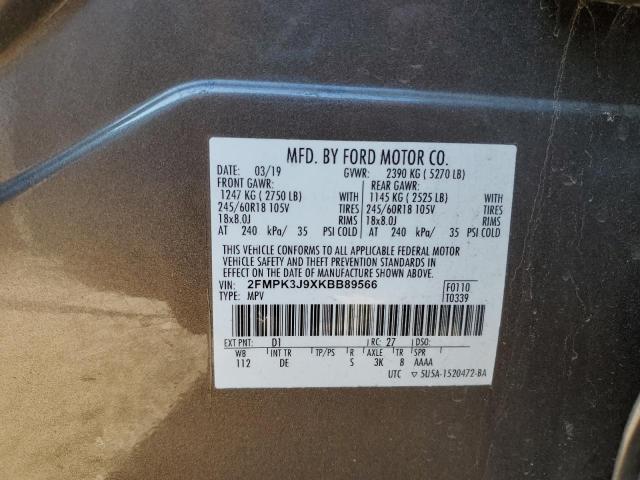 MFD. BY FORD MOTOR CO.
DATE: 03/19 GVWR: 2390 KG ( 5270 LB)
FRONT GAWR: REAR GAWR:
1247 KG ( 2750 LB) WITH 1145 KG ( 2525 LB) WITH
245/60R18 105V TIRES 245/60R18 105V TIRES
18x8.0J RIMS 18x8.0J RIMS
AT 240 kPa/ 35 PSI COLD AT 240 kPa/ 35 PSI COLD
THIS VEHICLE CONFORMS TO ALL APPLICABLE FEDERAL MOTOR
VEHICLE SAFETY AND THEFT PREVENTION STANDARDS IN
EFFECT ON THE DATE OF MANUFACTURE SHOWN ABOVE.
VIN: 2FMPK3J9XKBB89566 F0110
TYPE: MPV T0339
EXT PNT: D1 RC: 27 DSO:
WB INT TR TP/PS R AXLE TR SPR
112 DE S 3K 8 AAAA
UTC ▽ 5U5A-1520472-BA